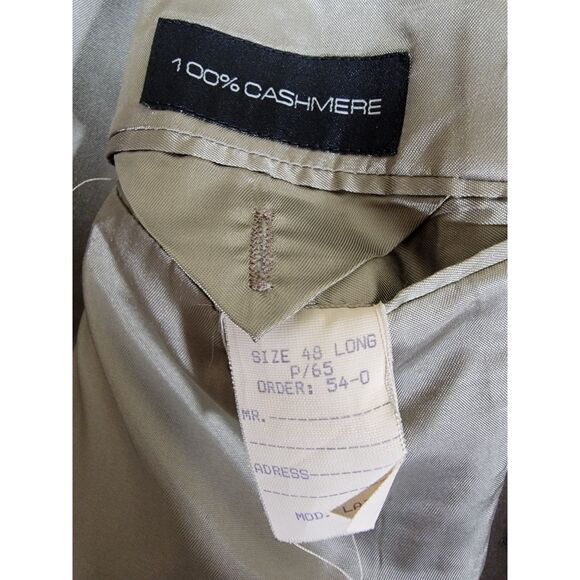 100% CASHMERE
SIZE 48 LONG
P/65
ORDER: 54-0
MR.
ADRESS
MOD.